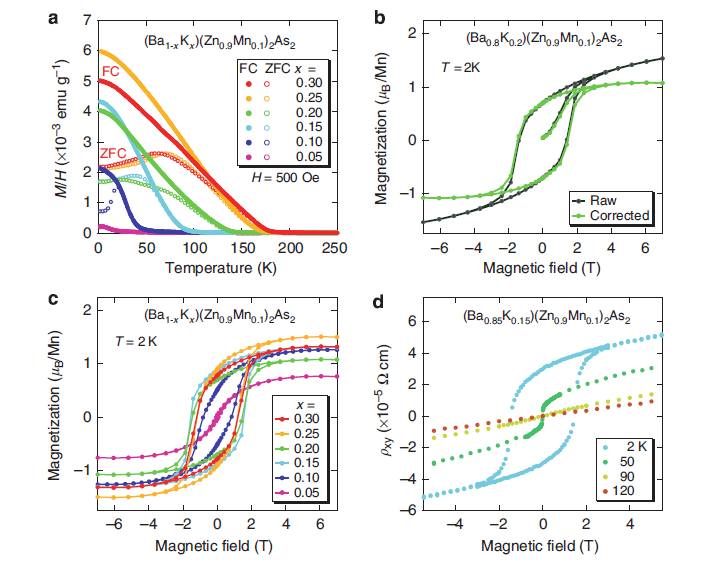 a
(Ba1-xKx)(Zn0.9Mn0.1)2As2
M/H (×10−3 emu g−1)
7
6
5
4
3
2
1
0
FC
ZFC
FC ZFC x =
0.30
0.25
0.20
0.15
0.10
0.05
H = 500 Oe
0 50 100 150 200 250
Temperature (K)
b
(Ba0.8K0.2)(Zn0.9Mn0.1)2As2
Magnetization (μB/Mn)
2
1
0
−1
T = 2K
Raw
Corrected
−6 −4 −2 0 2 4 6
Magnetic field (T)
c
(Ba1-xKx)(Zn0.9Mn0.1)2As2
Magnetization (μB/Mn)
2
1
0
−1
T = 2 K
x =
0.30
0.25
0.20
0.15
0.10
0.05
−6 −4 −2 0 2 4 6
Magnetic field (T)
d
(Ba0.85K0.15)(Zn0.9Mn0.1)2As2
ρxy (×10−5 Ω cm)
6
4
2
0
−2
−4
−6
2 K
50
90
120
−4 −2 0 2 4
Magnetic field (T)